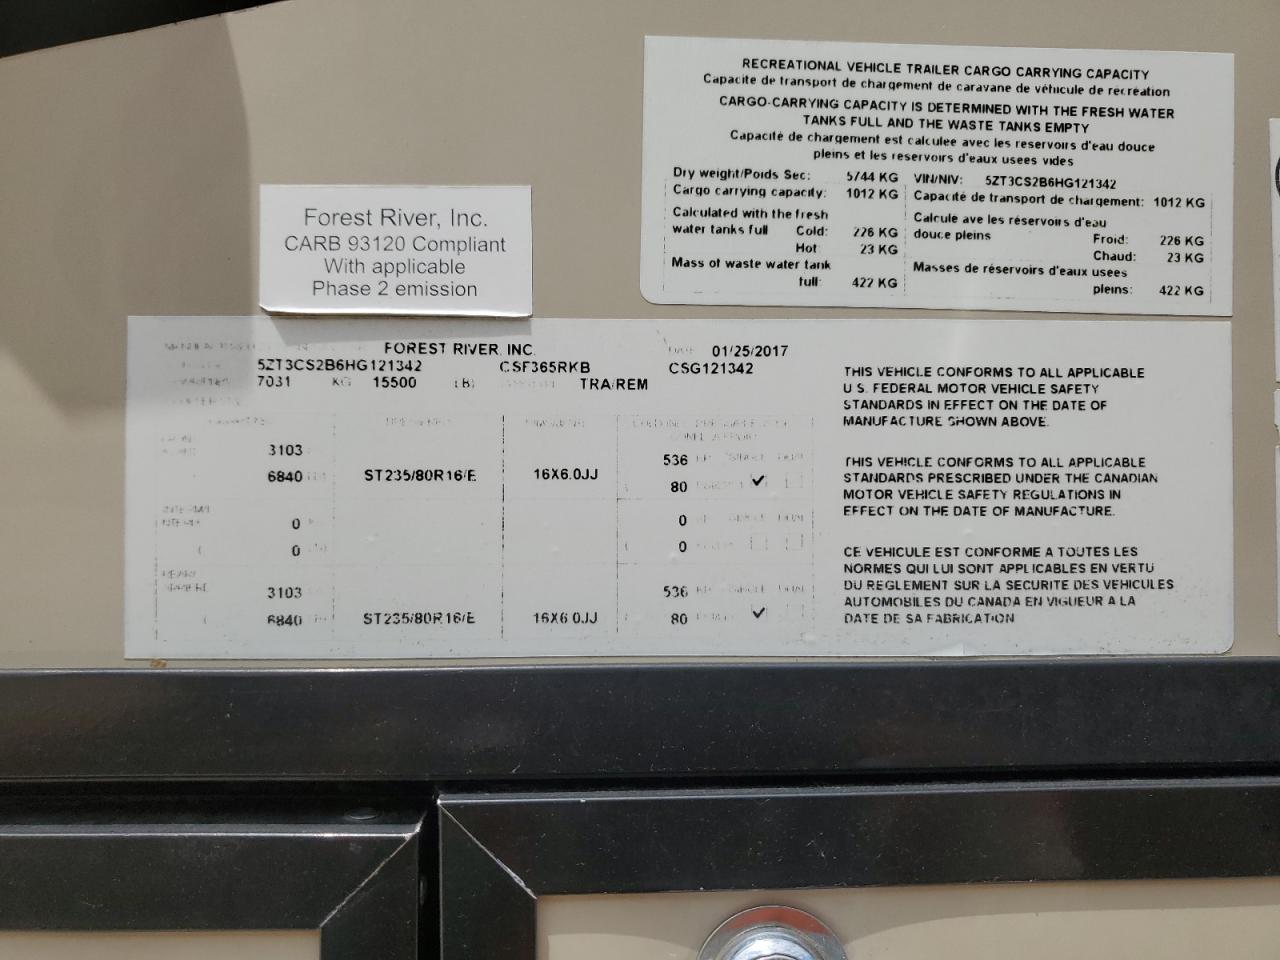 RECREATIONAL VEHICLE TRAILER CARGO CARRYING CAPACITY
Capacite de transport de chargement de caravane de véhicule de récréation
CARGO-CARRYING CAPACITY IS DETERMINED WITH THE FRESH WATER
TANKS FULL AND THE WASTE TANKS EMPTY
Capacité de chargement est calculee avec les reservoirs d'eau douce
pleins et les reservoirs d'eaux usees vides
Dry weight/Poids Sec: 5744 KG VIN/NIV: 5ZT3CS2B6HG121342
Cargo carrying capacity: 1012 KG Capacité de transport de chargement: 1012 KG
Calculated with the fresh Calcule ave les réservoirs d'eau
water tanks full Cold: 226 KG douce pleins Froid: 226 KG
Hot: 23 KG Chaud: 23 KG
Mass of waste water tank Masses de réservoirs d'eaux usees
full: 422 KG pleins: 422 KG
Forest River, Inc.
CARB 93120 Compliant
With applicable
Phase 2 emission
FOREST RIVER, INC. DATE 01/25/2017
5ZT3CS2B6HG121342 CSF365RKB CSG121342
7031 KG 15500 (LB) TRA/REM
3103 536
6840 ST235/80R16/E 16X6.0JJ 80 ✓
0 0
0 0
3103 536
6840 ST235/80R16/E 16X6.0JJ 80 ✓
THIS VEHICLE CONFORMS TO ALL APPLICABLE
U.S. FEDERAL MOTOR VEHICLE SAFETY
STANDARDS IN EFFECT ON THE DATE OF
MANUFACTURE SHOWN ABOVE.
THIS VEHICLE CONFORMS TO ALL APPLICABLE
STANDARDS PRESCRIBED UNDER THE CANADIAN
MOTOR VEHICLE SAFETY REGULATIONS IN
EFFECT ON THE DATE OF MANUFACTURE.
CE VEHICULE EST CONFORME A TOUTES LES
NORMES QUI LUI SONT APPLICABLES EN VERTU
DU REGLEMENT SUR LA SECURITE DES VEHICULES
AUTOMOBILES DU CANADA EN VIGUEUR A LA
DATE DE SA FABRICATION